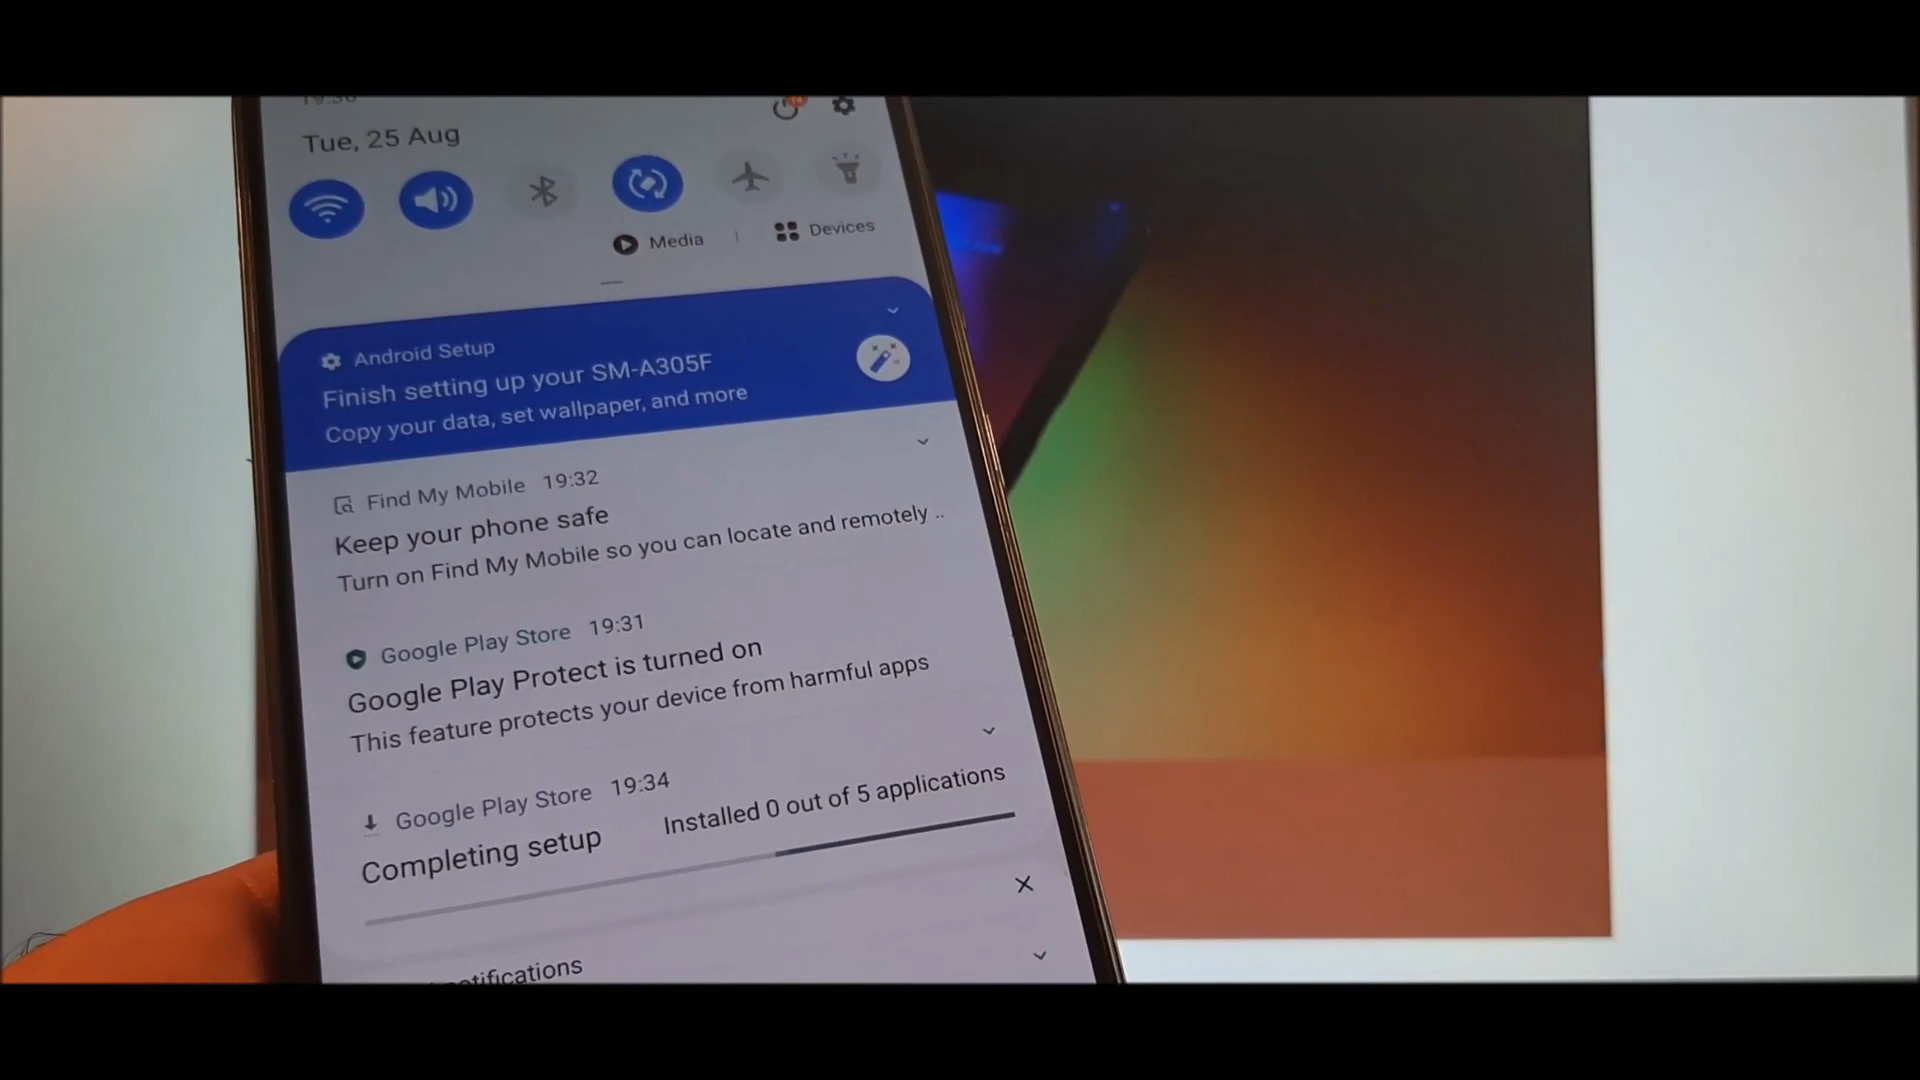 Tue, 25 Aug
Media | Devices
Android Setup
Finish setting up your SM-A305F
Copy your data, set wallpaper, and more
Find My Mobile 19:32
Keep your phone safe
Turn on Find My Mobile so you can locate and remotely ..
Google Play Store 19:31
Google Play Protect is turned on
This feature protects your device from harmful apps
Google Play Store 19:34
Completing setup Installed 0 out of 5 applications